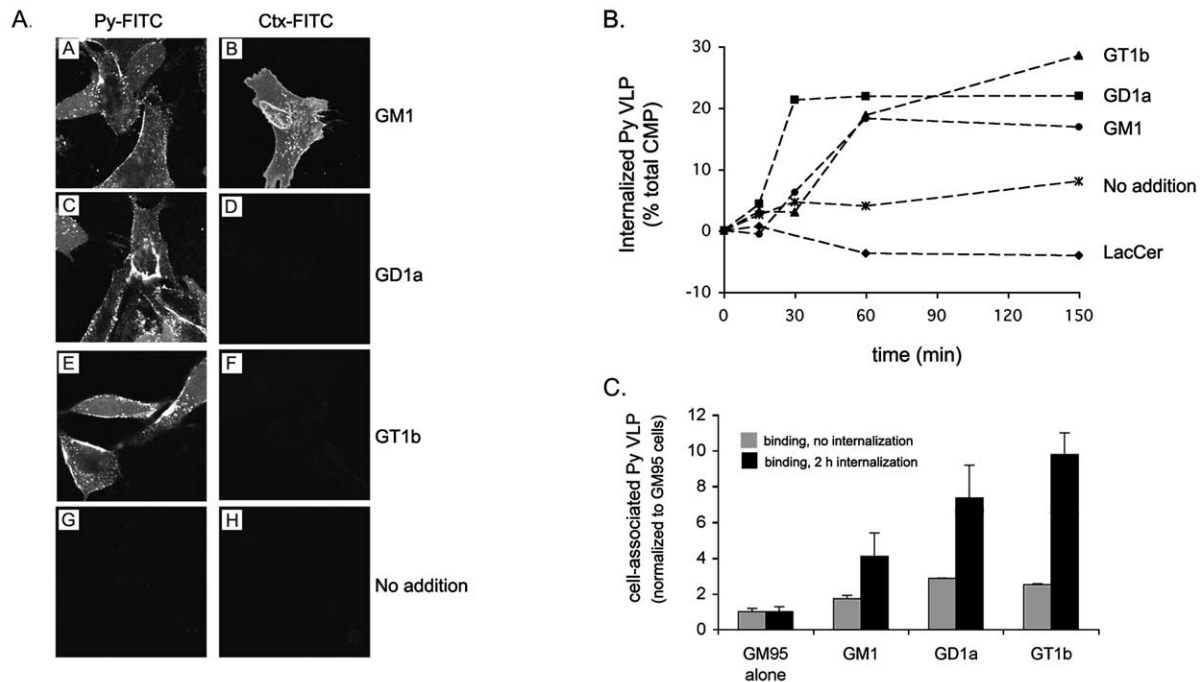 A.
Py-FITC Ctx-FITC
A B GM1
C D GD1a
E F GT1b
G H No addition
B.
Internalized Py VLP
(% total CMP)
30
20
10
0
-10
0 30 60 90 120 150
time (min)
GT1b
GD1a
GM1
No addition
LacCer
C.
cell-associated Py VLP
(normalized to GM95 cells)
12
10
8
6
4
2
0
binding, no internalization
binding, 2 h internalization
GM95 GM1 GD1a GT1b
alone